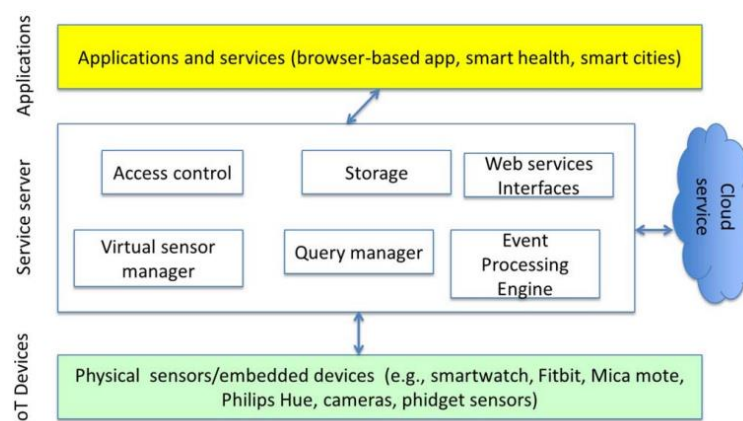 Applications
Applications and services (browser-based app, smart health, smart cities)
Service server
Access control
Storage
Web services
Interfaces
Virtual sensor
manager
Query manager
Event
Processing
Engine
Cloud
service
oT Devices
Physical sensors/embedded devices (e.g., smartwatch, Fitbit, Mica mote,
Philips Hue, cameras, phidget sensors)